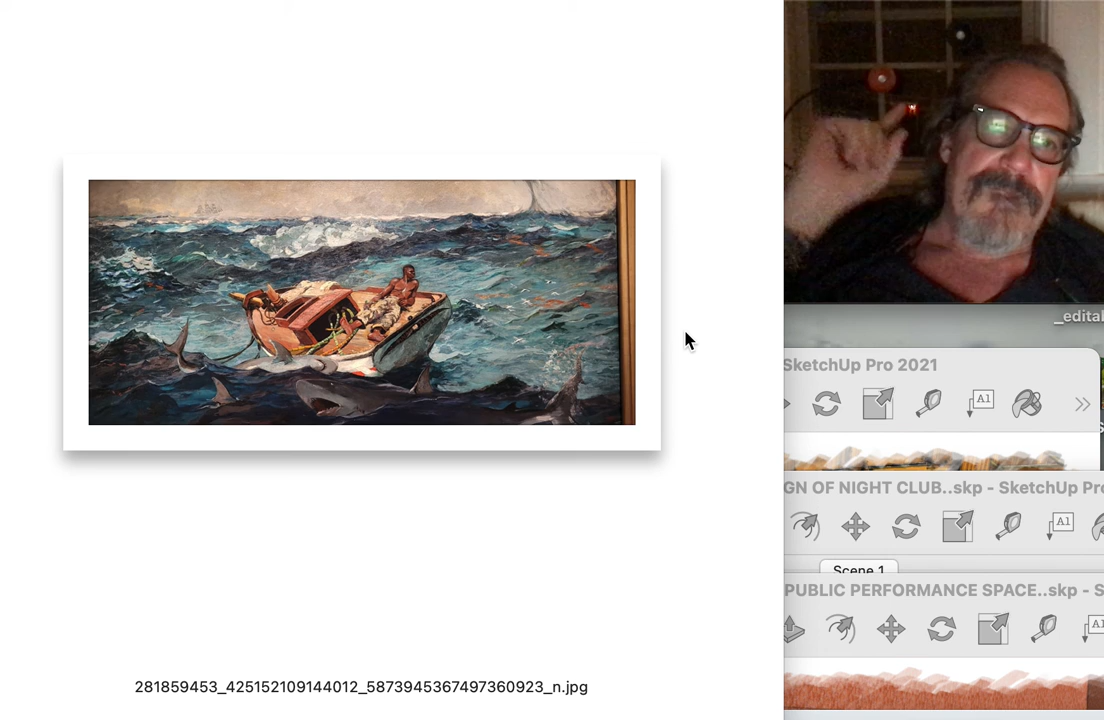 _edital
SketchUp Pro 2021
A1
GN OF NIGHT CLUB..skp - SketchUp Pro
A1
Scene 1
PUBLIC PERFORMANCE SPACE..skp - S
A1
281859453_425152109144012_5873945367497360923_n.jpg